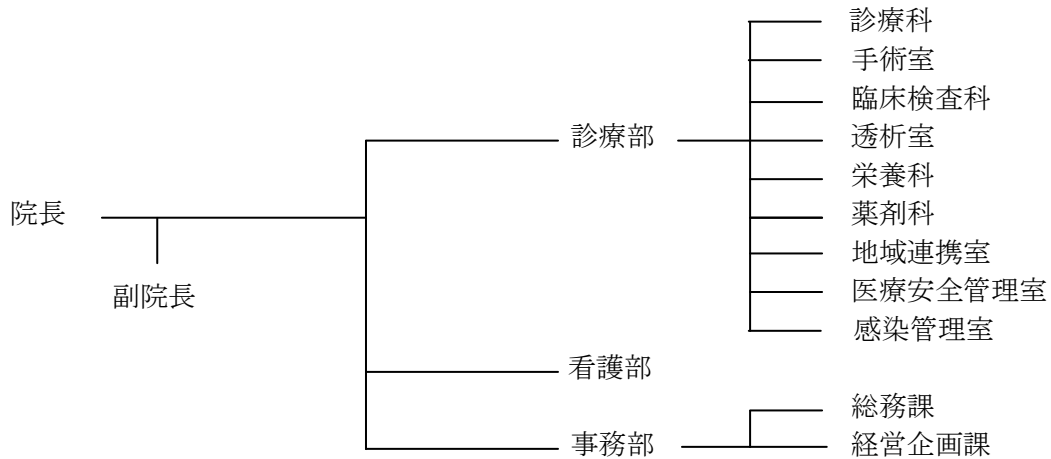 院長
副院長
診療部
診療科
手術室
臨床検査科
透析室
栄養科
薬剤科
地域連携室
医療安全管理室
感染管理室
看護部
事務部
総務課
経営企画課